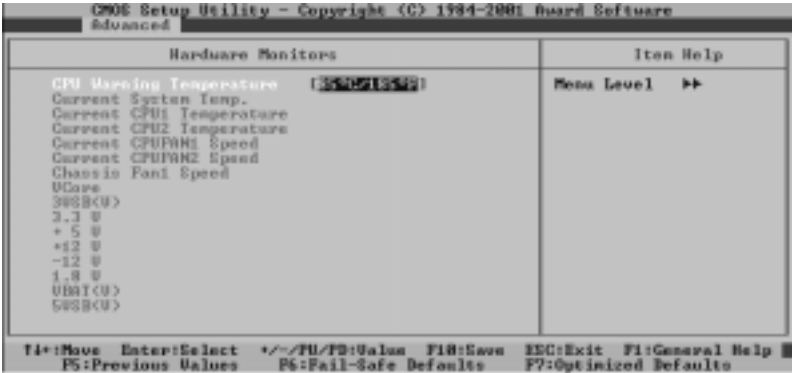 CMOS Setup Utility - Copyright (C) 1984-2001 Award Software
Advanced
Hardware Monitors
Item Help
CPU Warning Temperature [85°C/185°F]
Menu Level ▶▶
Current System Temp.
Current CPU1 Temperature
Current CPU2 Temperature
Current CPUFAN1 Speed
Current CPUFAN2 Speed
Chassis Fan1 Speed
VCore
3VSB(V)
3.3 V
+ 5 V
+12 V
-12 V
1.8 V
VBAT(V)
5VSB(V)
↑↓←:Move Enter:Select +/-/PU/PD:Value F10:Save ESC:Exit F1:General Help
F5:Previous Values F6:Fail-Safe Defaults F7:Optimized Defaults